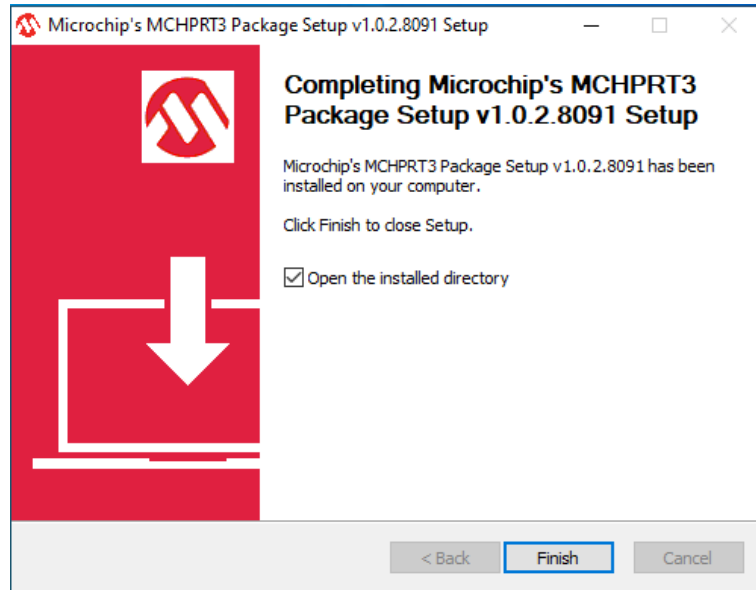 Microchip's MCHPRT3 Package Setup v1.0.2.8091 Setup
Completing Microchip's MCHPRT3
Package Setup v1.0.2.8091 Setup
Microchip's MCHPRT3 Package Setup v1.0.2.8091 has been
installed on your computer.
Click Finish to close Setup.
Open the installed directory
< Back
Finish
Cancel